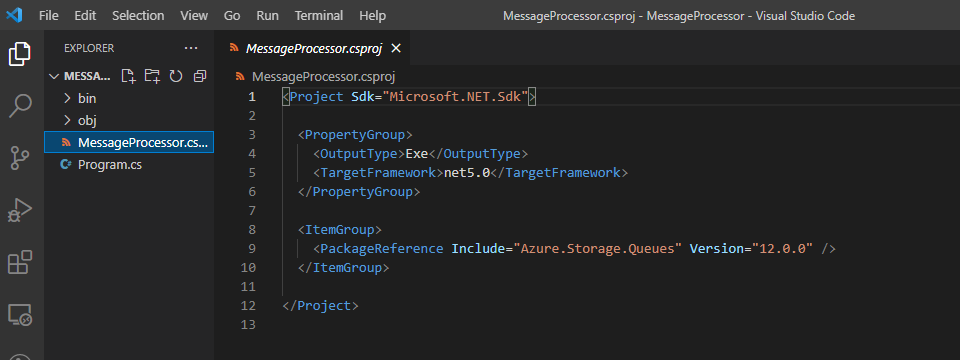 File Edit Selection View Go Run Terminal Help MessageProcessor.csproj - MessageProcessor - Visual Studio Code
EXPLORER ···
MessageProcessor.csproj
MESSA...
MessageProcessor.csproj
bin
obj
MessageProcessor.cs...
C# Program.cs
1 <Project Sdk="Microsoft.NET.Sdk">
2
3 <PropertyGroup>
4 <OutputType>Exe</OutputType>
5 <TargetFramework>net5.0</TargetFramework>
6 </PropertyGroup>
7
8 <ItemGroup>
9 <PackageReference Include="Azure.Storage.Queues" Version="12.0.0" />
10 </ItemGroup>
11
12 </Project>
13